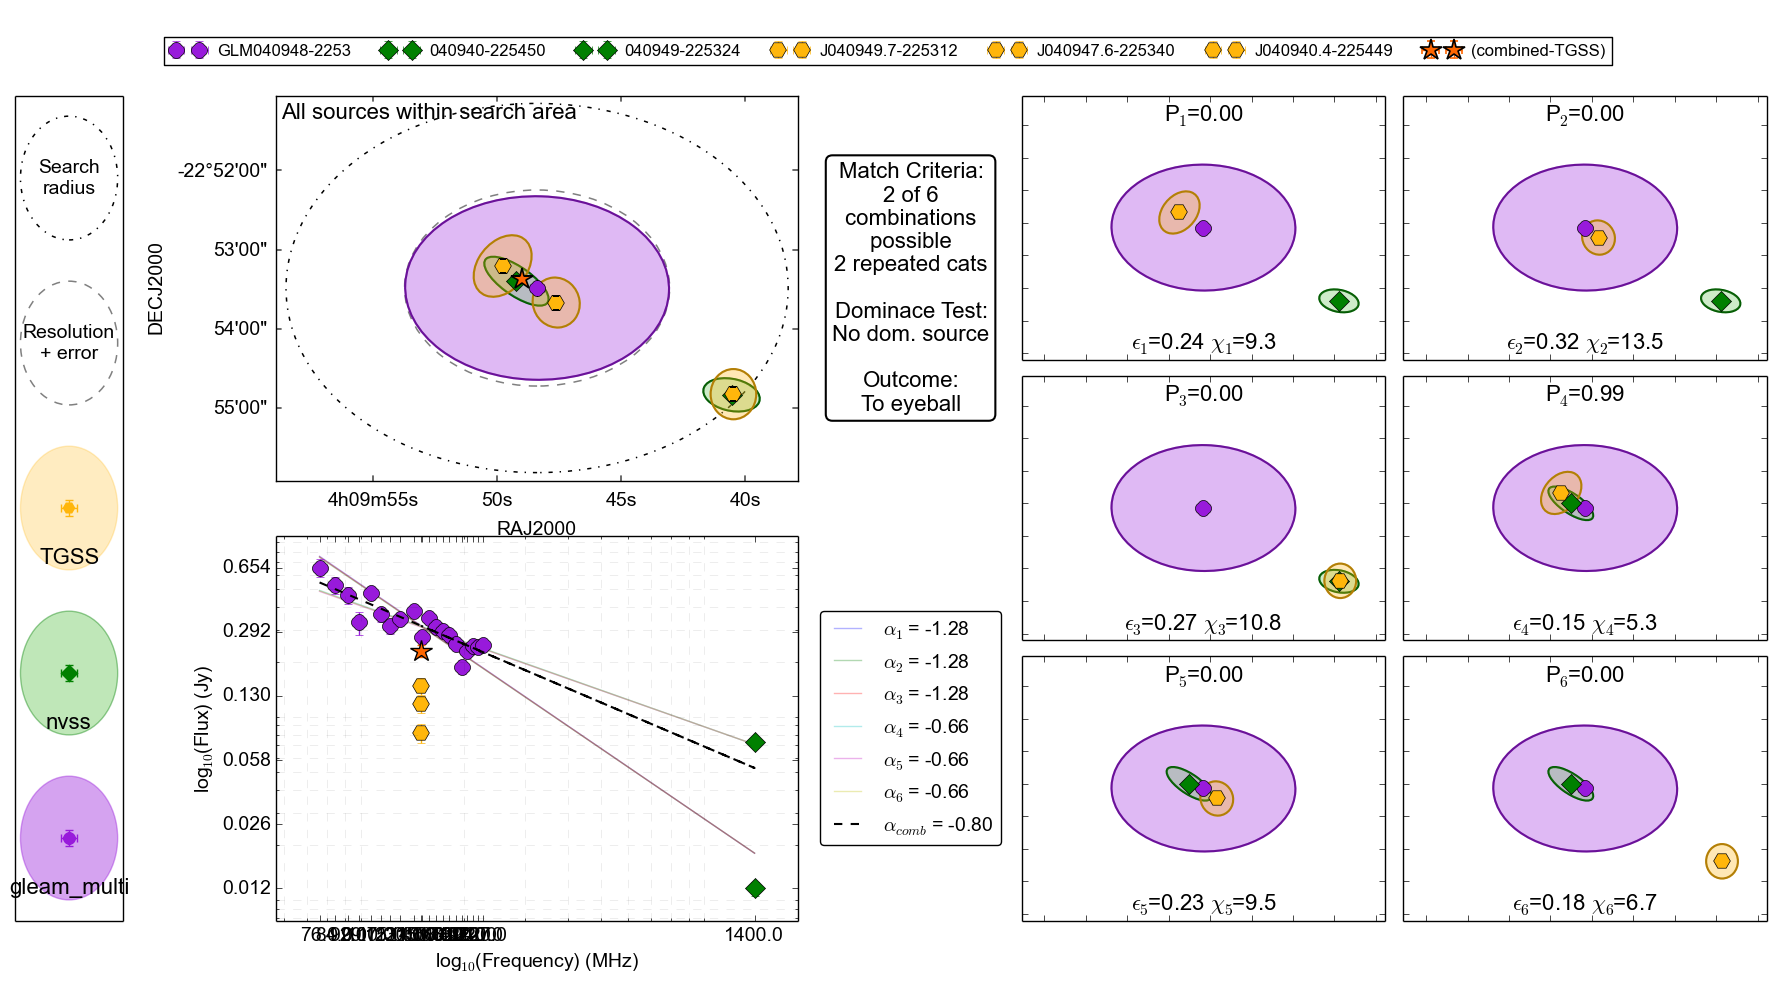 GLM040948-2253 040940-225450 040949-225324 J040949.7-225312 J040947.6-225340 J040940.4-225449 (combined-TGSS)
Search
radius
Resolution
+ error
TGSS
nvss
gleam_multi
All sources within search area
DECJ2000
-22°52'00"
53'00"
54'00"
55'00"
4h09m55s 50s 45s 40s
RAJ2000
Match Criteria:
2 of 6
combinations
possible
2 repeated cats
Dominace Test:
No dom. source
Outcome:
To eyeball
log₁₀(Flux) (Jy)
0.654
0.292
0.130
0.058
0.026
0.012
1400.0
log₁₀(Frequency) (MHz)
α₁ = -1.28
α₂ = -1.28
α₃ = -1.28
α₄ = -0.66
α₅ = -0.66
α₆ = -0.66
α_comb = -0.80
P₁=0.00
ε₁=0.24 χ₁=9.3
P₂=0.00
ε₂=0.32 χ₂=13.5
P₃=0.00
ε₃=0.27 χ₃=10.8
P₄=0.99
ε₄=0.15 χ₄=5.3
P₅=0.00
ε₅=0.23 χ₅=9.5
P₆=0.00
ε₆=0.18 χ₆=6.7